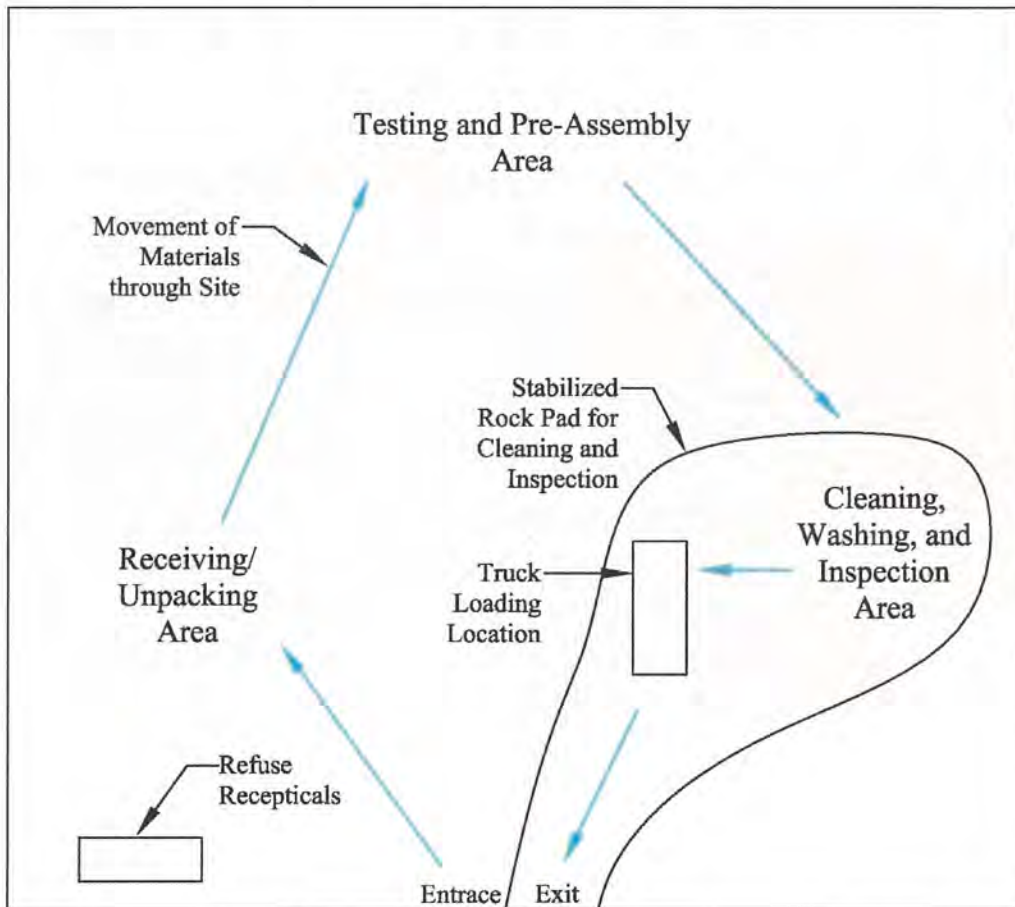 Testing and Pre-Assembly
Area
Movement of
Materials
through Site
Stabilized
Rock Pad for
Cleaning and
Inspection
Cleaning,
Washing, and
Inspection
Area
Receiving/
Unpacking
Area
Truck
Loading
Location
Refuse
Recepticals
Entrace
Exit